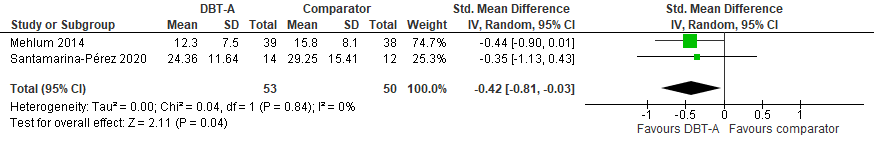 DBT-A Comparator Std. Mean Difference Std. Mean Difference
Study or Subgroup Mean SD Total Mean SD Total Weight IV, Random, 95% CI IV, Random, 95% CI
Mehlum 2014 12.3 7.5 39 15.8 8.1 38 74.7% -0.44 [-0.90, 0.01]
Santamarina-Pérez 2020 24.36 11.64 14 29.25 15.41 12 25.3% -0.35 [-1.13, 0.43]
Total (95% CI) 53 50 100.0% -0.42 [-0.81, -0.03]
Heterogeneity: Tau² = 0.00; Chi² = 0.04, df = 1 (P = 0.84); I² = 0%
Test for overall effect: Z = 2.11 (P = 0.04)
-1 -0.5 0 0.5 1
Favours DBT-A Favours comparator